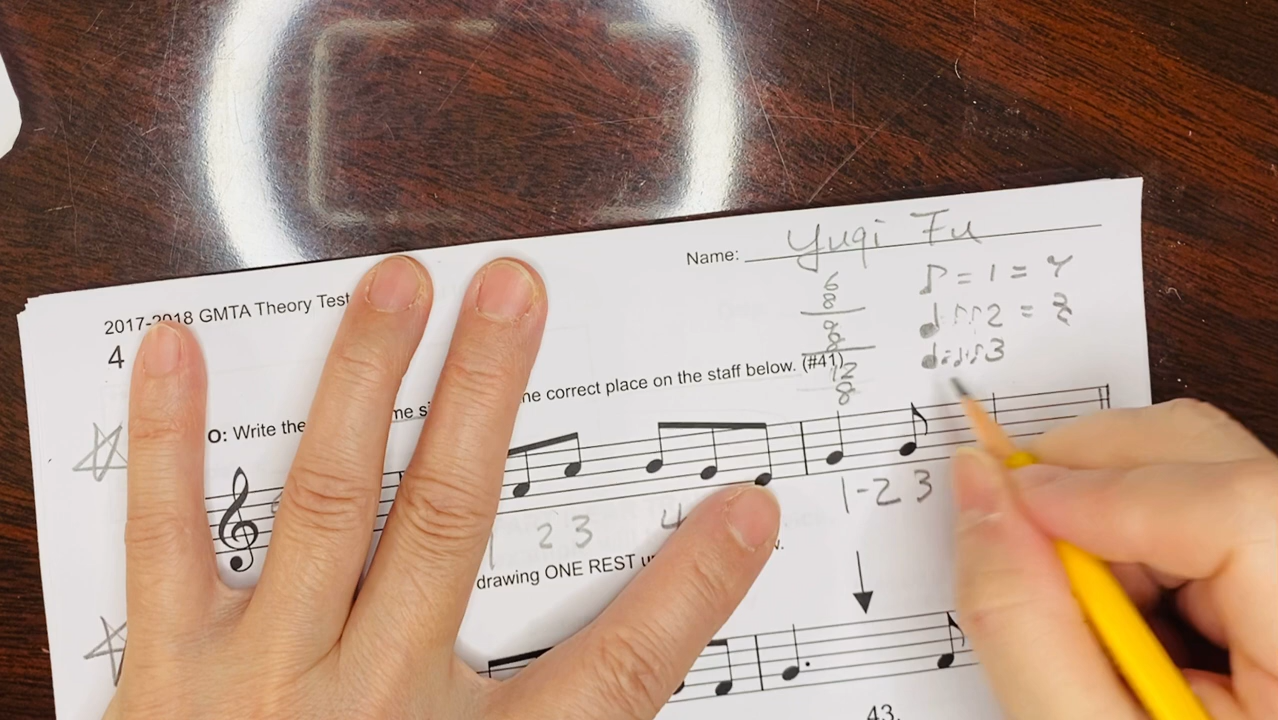 Name: Yuqi Fu
2017-2018 GMTA Theory Test
4
6
8
9
8
12
8
♪ = 1 = 𝄾
2 =
3
O: Write the me si ne correct place on the staff below. (#41)
1 2 3 4
1-2 3
drawing ONE REST u w.
43.